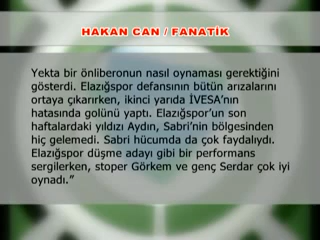 HAKAN CAN / FANATİK
Yekta bir önliberonun nasıl oynaması gerektiğini
gösterdi. Elazığspor defansının bütün arızalarını
ortaya çıkarırken, ikinci yarıda İVESA’nın
hatasında golünü yaptı. Elazığspor’un son
haftalardaki yıldızı Aydın, Sabri’nin bölgesinden
hiç gelemedi. Sabri hücumda da çok faydalıydı.
Elazığspor düşme adayı gibi bir performans
sergilerken, stoper Görkem ve genç Serdar çok iyi
oynadı.”